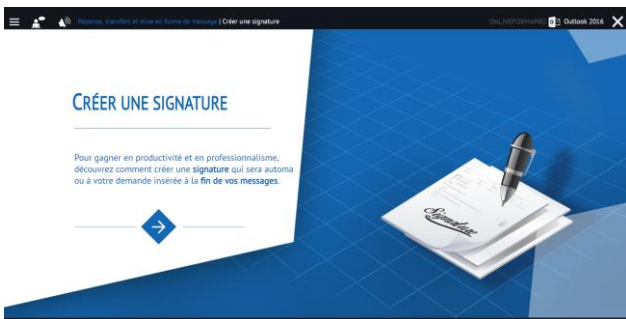 Réponse, transfert et mise en forme de message | Créer une signature
ONLINEFORMAPRO Outlook 2016
CRÉER UNE SIGNATURE
Pour gagner en productivité et en professionnalisme,
découvrez comment créer une signature qui sera automa
ou à votre demande insérée à la fin de vos messages.
Signature